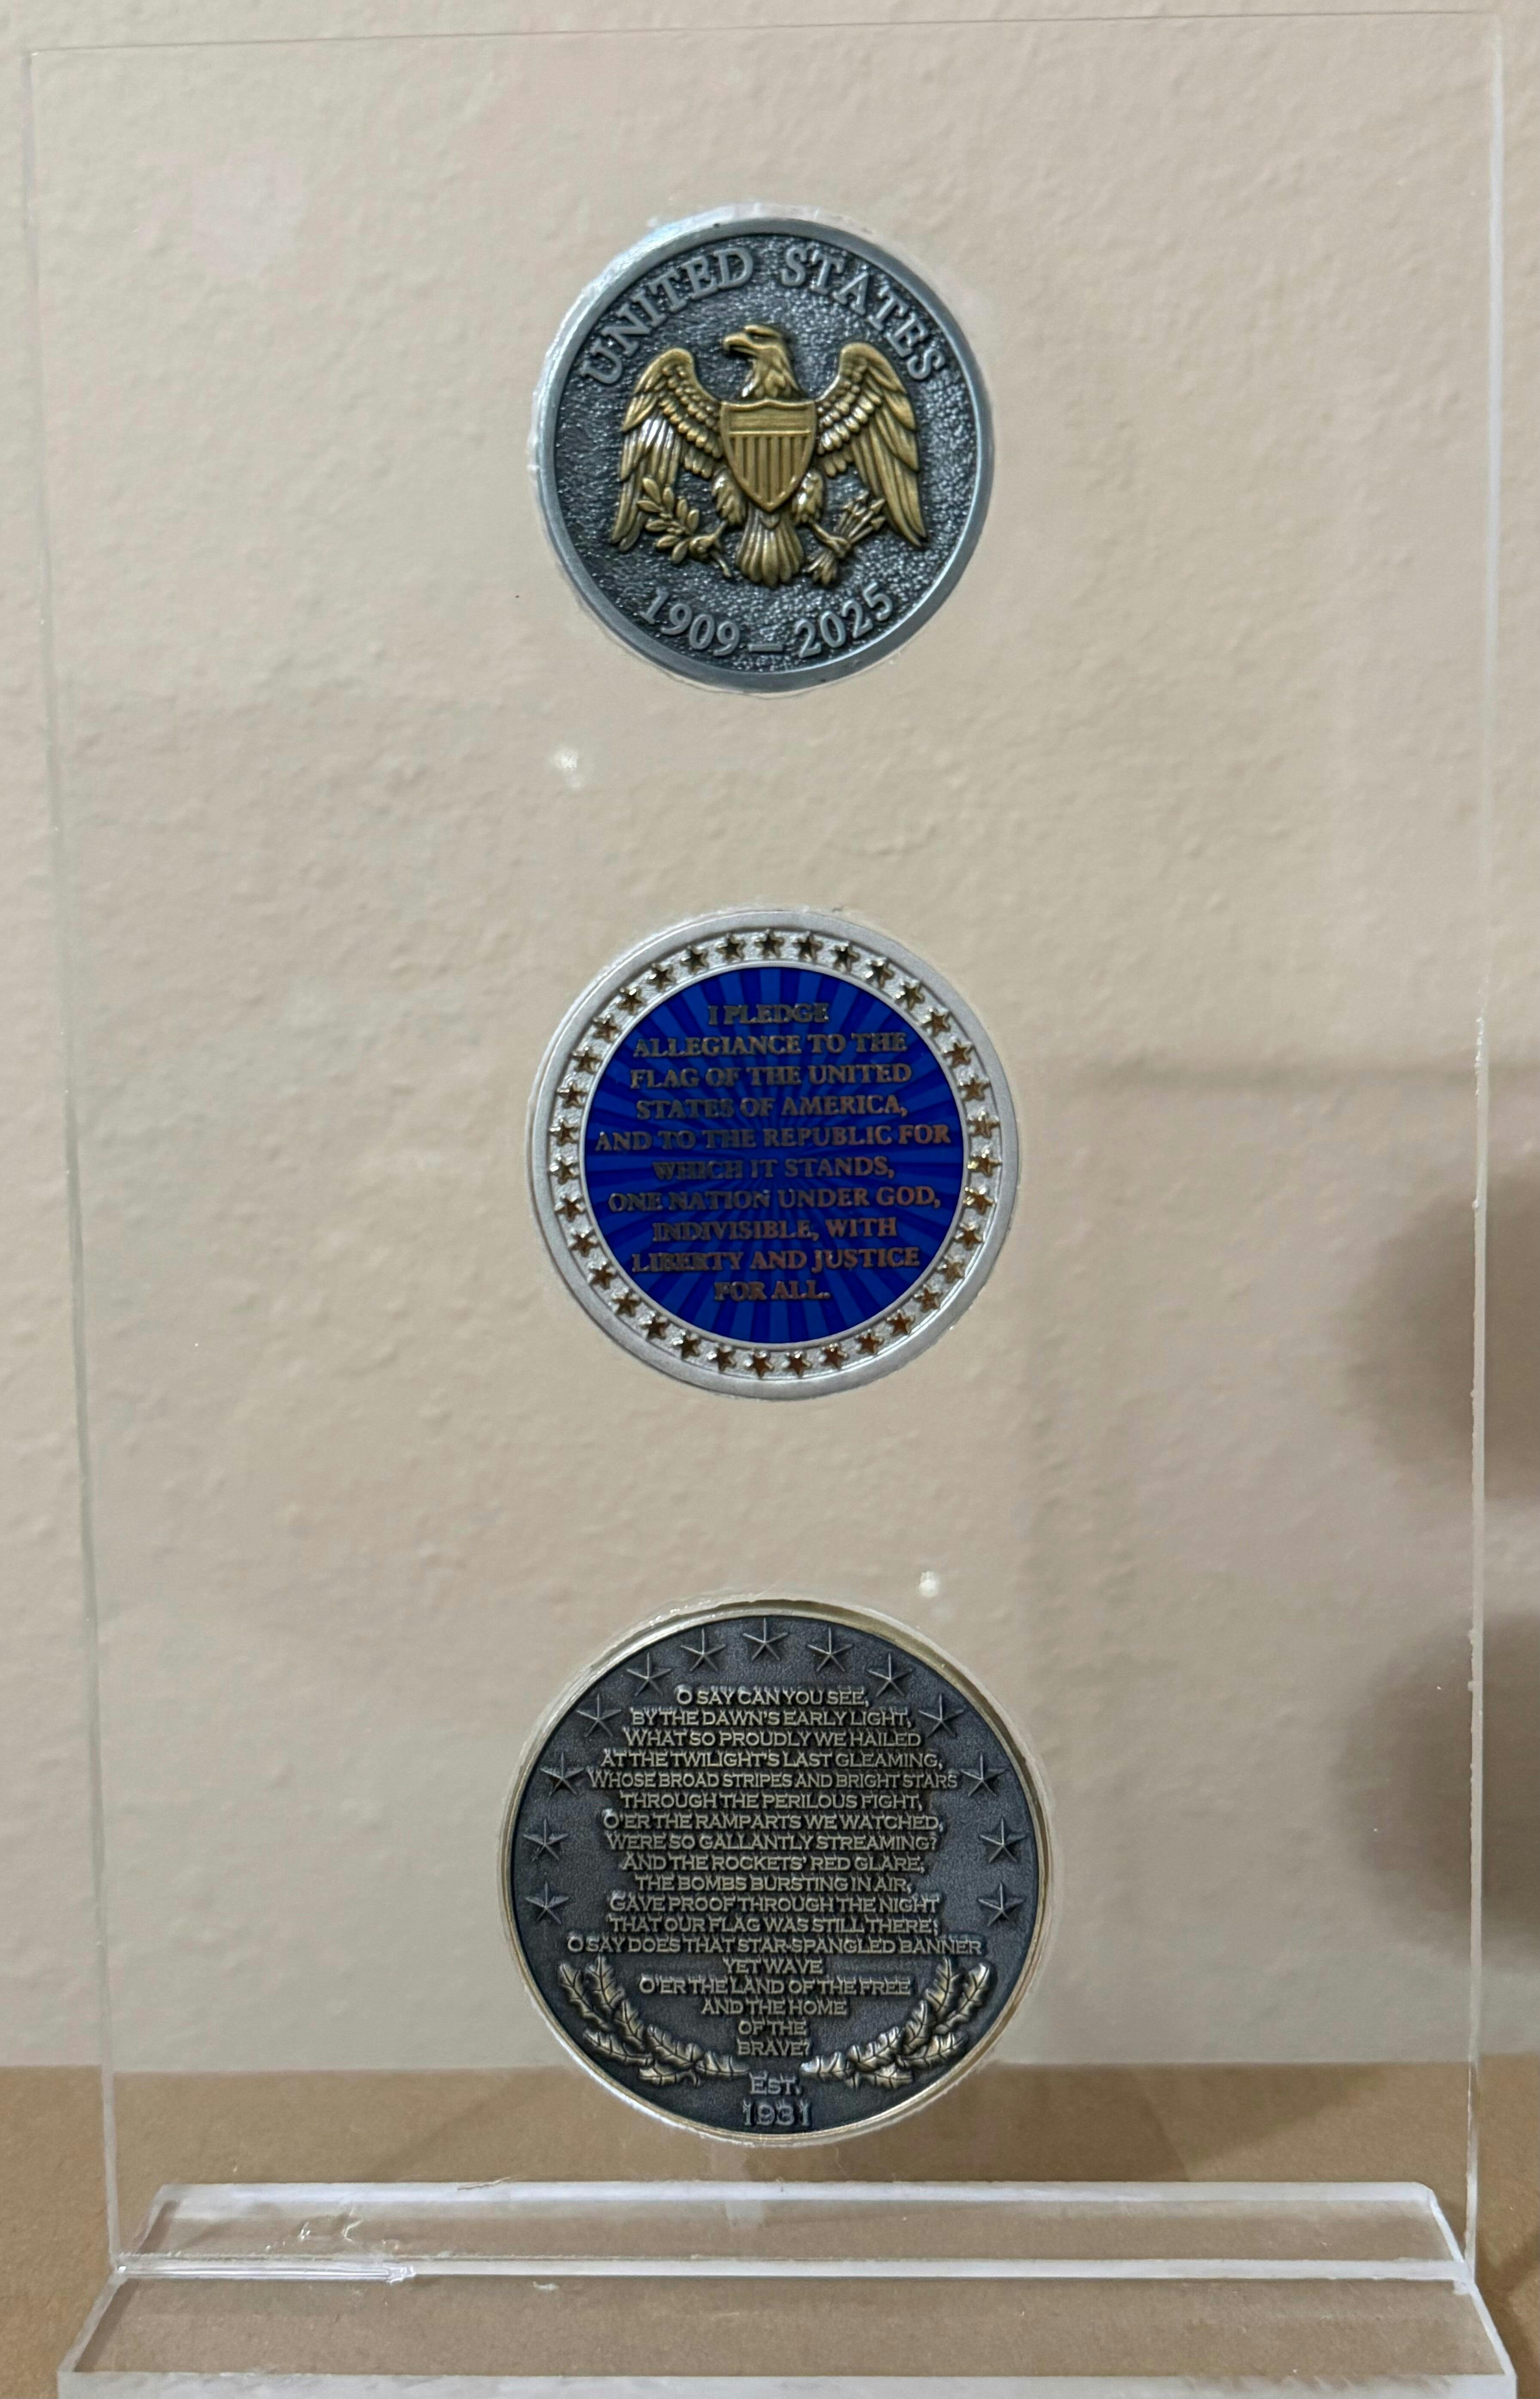 UNITED STATES
1909 — 2025
I PLEDGE
ALLEGIANCE TO THE
FLAG OF THE UNITED
STATES OF AMERICA,
AND TO THE REPUBLIC FOR
WHICH IT STANDS,
ONE NATION UNDER GOD,
INDIVISIBLE, WITH
LIBERTY AND JUSTICE
FOR ALL.
O SAY CAN YOU SEE,
BY THE DAWN'S EARLY LIGHT,
WHAT SO PROUDLY WE HAILED
AT THE TWILIGHT'S LAST GLEAMING,
WHOSE BROAD STRIPES AND BRIGHT STARS
THROUGH THE PERILOUS FIGHT,
O'ER THE RAMPARTS WE WATCHED,
WERE SO GALLANTLY STREAMING?
AND THE ROCKETS' RED GLARE,
THE BOMBS BURSTING IN AIR,
GAVE PROOF THROUGH THE NIGHT
THAT OUR FLAG WAS STILL THERE;
O SAY DOES THAT STAR-SPANGLED BANNER
YET WAVE
O'ER THE LAND OF THE FREE
AND THE HOME
OF THE
BRAVE?
EST.
1931